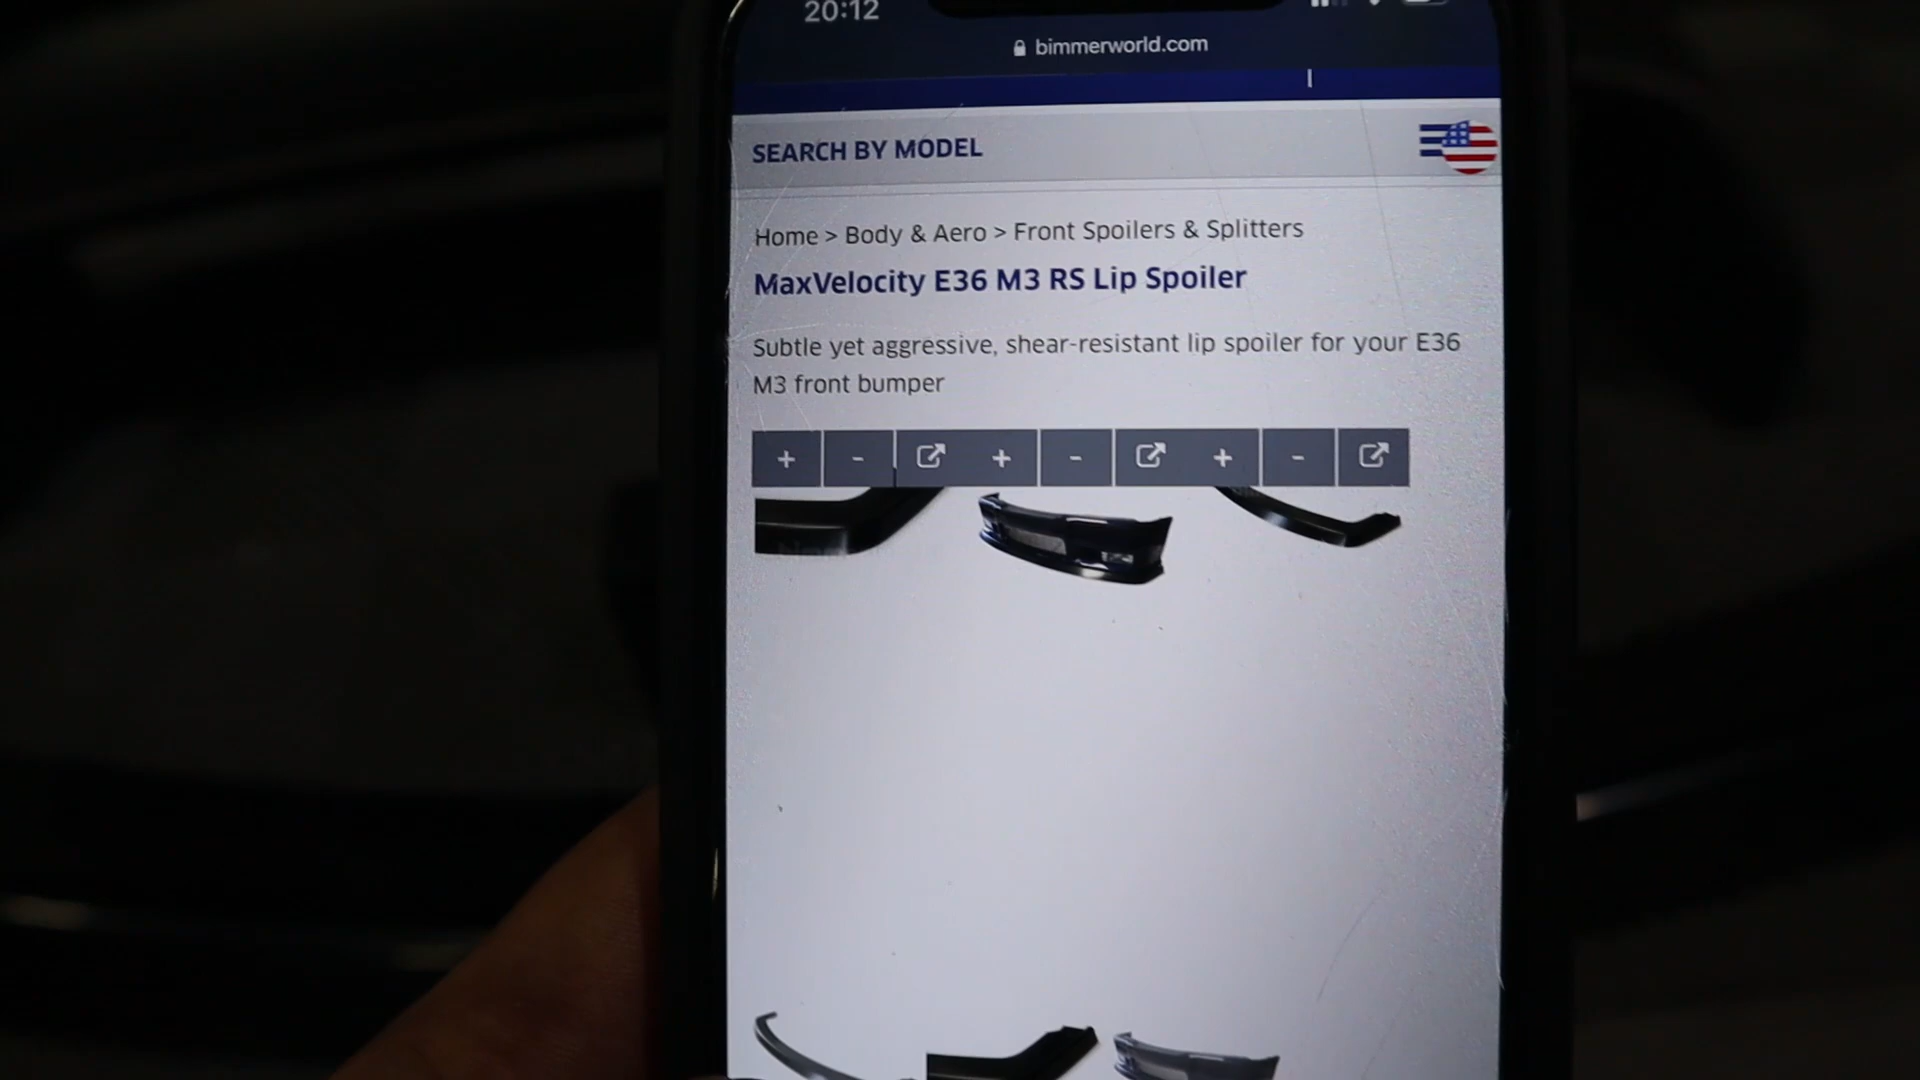 20:12
bimmerworld.com
SEARCH BY MODEL
Home > Body & Aero > Front Spoilers & Splitters
MaxVelocity E36 M3 RS Lip Spoiler
Subtle yet aggressive, shear-resistant lip spoiler for your E36
M3 front bumper
+ - + - + -